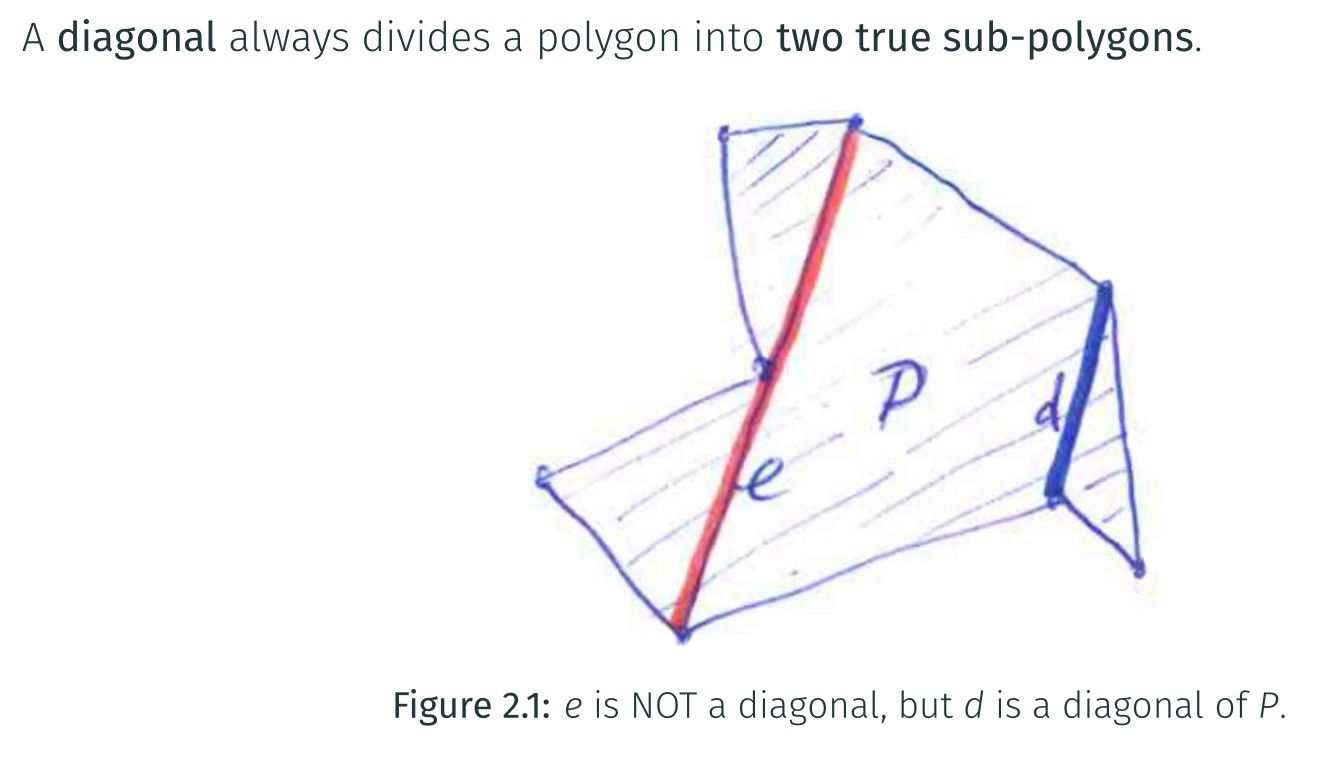 A diagonal always divides a polygon into two true sub-polygons.
P
d
e
Figure 2.1: e is NOT a diagonal, but d is a diagonal of P.